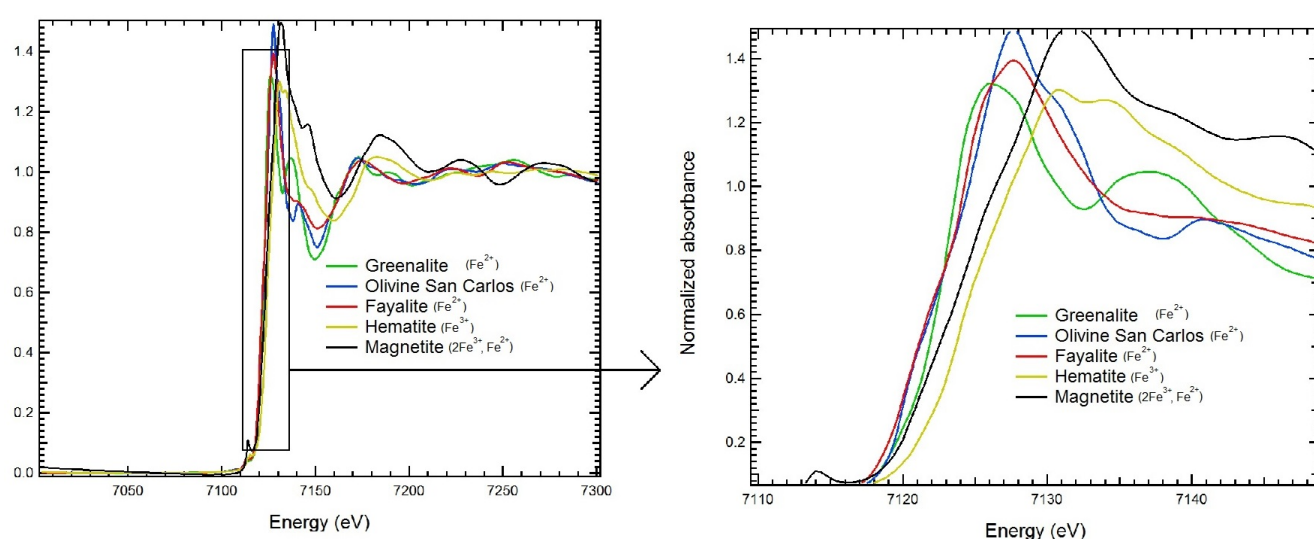 1.4
1.2
1.0
0.8
0.6
0.4
0.2
0.0
7050
7100
7150
7200
7250
7300
Energy (eV)
Greenalite (Fe²⁺)
Olivine San Carlos (Fe²⁺)
Fayalite (Fe²⁺)
Hematite (Fe³⁺)
Magnetite (2Fe³⁺, Fe²⁺)
Normalized absorbance
1.4
1.2
1.0
0.8
0.6
0.4
0.2
7110
7120
7130
7140
Energy (eV)
Greenalite (Fe²⁺)
Olivine San Carlos (Fe²⁺)
Fayalite (Fe²⁺)
Hematite (Fe³⁺)
Magnetite (2Fe³⁺, Fe²⁺)